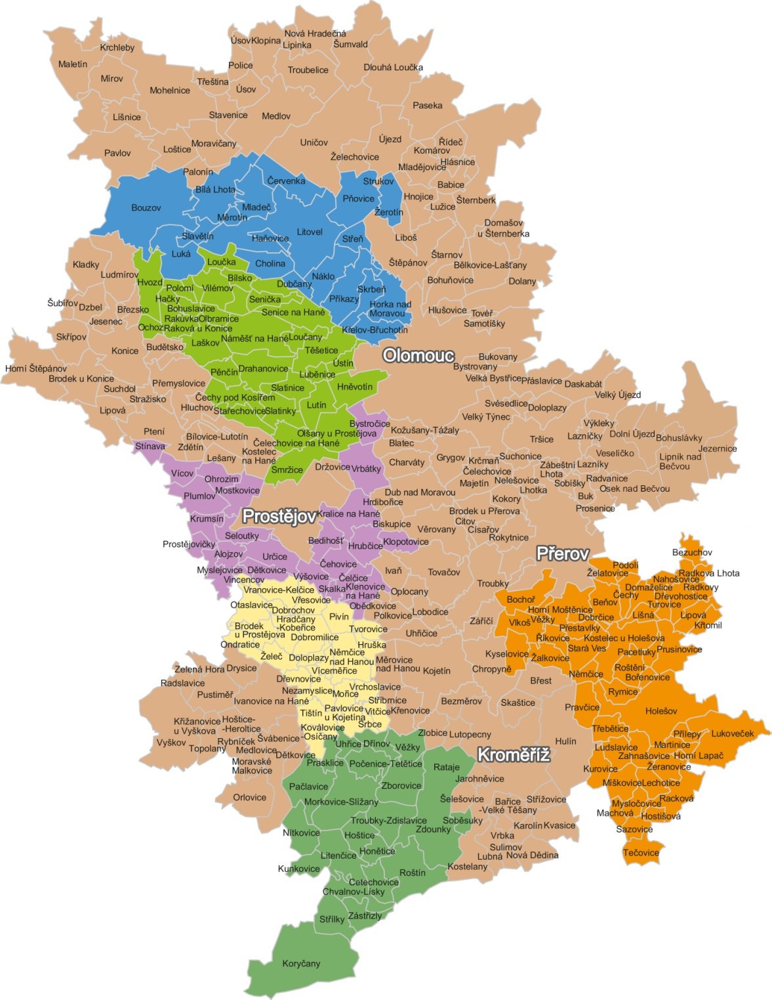 Nová Hradečná
Úsov
Klopina
Lipinka
Šumvald
Krchleby
Maletín
Police
Troubelice
Dlouhá Loučka
Mírov
Třeština
Mohelnice
Úsov
Paseka
Líšnice
Stavenice
Medlov
Újezd
Řídeč
Uničov
Moravičany
Loštice
Komárov
Pavlov
Želechovice
Hlásnice
Mladějovice
Palonín
Červenka
Strukov
Babice
Bílá Lhota
Pňovice
Hnojice
Šternberk
Bouzov
Mladeč
Lužice
Žerotín
Měrotín
Domašov
u Šternberka
Litovel
Slavětín
Haňovice
Střeň
Liboš
Luká
Štarnov
Loučka
Cholina
Štěpánov
Bělkovice-Lašťany
Kladky
Ludmírov
Náklo
Bílsko
Hvozd
Dubčany
Bohuňovice
Dolany
Polomí
Vilémov
Skrbeň
Hačky
Senička
Příkazy
Šubířov
Dzbel
Březsko
Bohuslavice
Horka nad
Moravou
Senice na Hané
Hlušovice
Tovéř
Jesenec
Rakuvka
Olbramice
Samotíšky
Ochoz
Raková u Konice
Křelov-Břuchotín
Skřípov
Laškov
Náměšť na Hané
Loučany
Budětsko
Konice
Těšetice
Olomouc
Bukovany
Ústín
Bystrovany
Horní Štěpánov
Pěnčín
Drahanovice
Luběnice
Brodek u Konice
Velká Bystřice
Přáslavice
Daskabát
Přemyslovice
Slatinice
Hněvotín
Suchdol
Velký Újezd
Stražisko
Čechy pod Kosířem
Svésedlice
Hluchov
Lutín
Doloplazy
Lipová
Stařechovice
Slatinky
Velký Týnec
Bystročice
Výkleky
Ptení
Kožušany-Tážaly
Olšany u Prostějova
Dolní Újezd
Bílovice-Lutotín
Lazničky
Bohuslávky
Tršice
Čelechovice na Hané
Blatec
Stínava
Zdětín
Jezernice
Kostelec
na Hané
Veselíčko
Lešany
Grygov
Suchonice
Lipník nad
Bečvou
Krčmaň
Charváty
Zábeštní
Lhota
Lazníky
Držovice
Vrbátky
Smržice
Čelechovice
Vícov
Ohrozim
Nelešovice
Radvanice
Majetín
Sobíšky
Mostkovice
Lhotka
Osek nad Bečvou
Dub nad Moravou
Plumlov
Buk
Kokory
Hrdibořice
Prosenice
Brodek u Přerova
Prostějov
Kralice na Hané
Krumsín
Citov
Biskupice
Věrovany
Císařov
Seloutky
Rokytnice
Bedihošť
Klopotovice
Prostějovičky
Hrubčice
Přerov
Alojzov
Určice
Bezuchov
Čehovice
Podolí
Myslejovice
Dětkovice
Ivaň
Tovačov
Želatovice
Radkova Lhota
Vincencov
Výšovice
Čelčice
Nahošovice
Troubky
Domaželice
Radkovy
Vranovice-Kelčice
Skalka
Klenovice
na Hané
Oplocany
Čechy
Dřevohostice
Bochoř
Vřesovice
Beňov
Turovice
Otaslavice
Obědkovice
Dobrochov
Horní Moštěnice
Lobodice
Polkovice
Pivín
Líšná
Lipová
Hradčany
-Kobeřice
Dobrčice
Věžky
Záříčí
Vlkoš
Křtomil
Brodek
u Prostějova
Tvorovice
Přestavlky
Uhřičice
Dobromilice
Říkovice
Kostelec u Holešova
Ondratice
Hruška
Stará Ves
Prusinovice
Němčice
nad Hanou
Pacetluky
Kyselovice
Želeč
Doloplazy
Žalkovice
Měrovice
nad Hanou
Roštění
Zelená Hora
Drysice
Víceměřice
Kojetín
Chropyně
Němčice
Bořenovice
Dřevnovice
Břest
Radslavice
Vrchoslavice
Nezamyslice
Mořice
Rymice
Pustiměř
Stříbrnice
Ivanovice na Hané
Bezměrov
Skaštice
Pravčice
Pavlovice
u Kojetína
Vitčice
Křenovice
Holešov
Tištín
Křižanovice
u Vyškova
Hoštice-
-Heroltice
Srbce
Koválovice
-Osíčany
Třebětice
Zlobice
Lutopecny
Přílepy
Lukoveček
Vyškov
Rybníček
Švábenice
Hulín
Topolany
Medlovice
Uhřice
Dřínov
Věžky
Ludslavice
Martinice
Dětkovice
Kroměříž
Zahnašovice
Horní Lapač
Moravské
Malkovice
Prasklice
Počenice-Tetětice
Rataje
Kurovice
Žeranovice
Jarohněvice
Pačlavice
Zborovice
Míškovice
Lechotice
Orlovice
Šelešovice
Střížovice
Racková
Morkovice-Slížany
Bařice
-Velké Těšany
Mysločovice
Machová
Hostišová
Troubky-Zdislavice
Soběsuky
Karolín
Kvasice
Zdounky
Sazovice
Nítkovice
Hoštice
Vrbka
Honětice
Sulimov
Tečovice
Litenčice
Lubná
Nová Dědina
Kunkovice
Roštín
Kostelany
Cetechovice
Chvalnov-Lísky
Střílky
Zástřizly
Koryčany